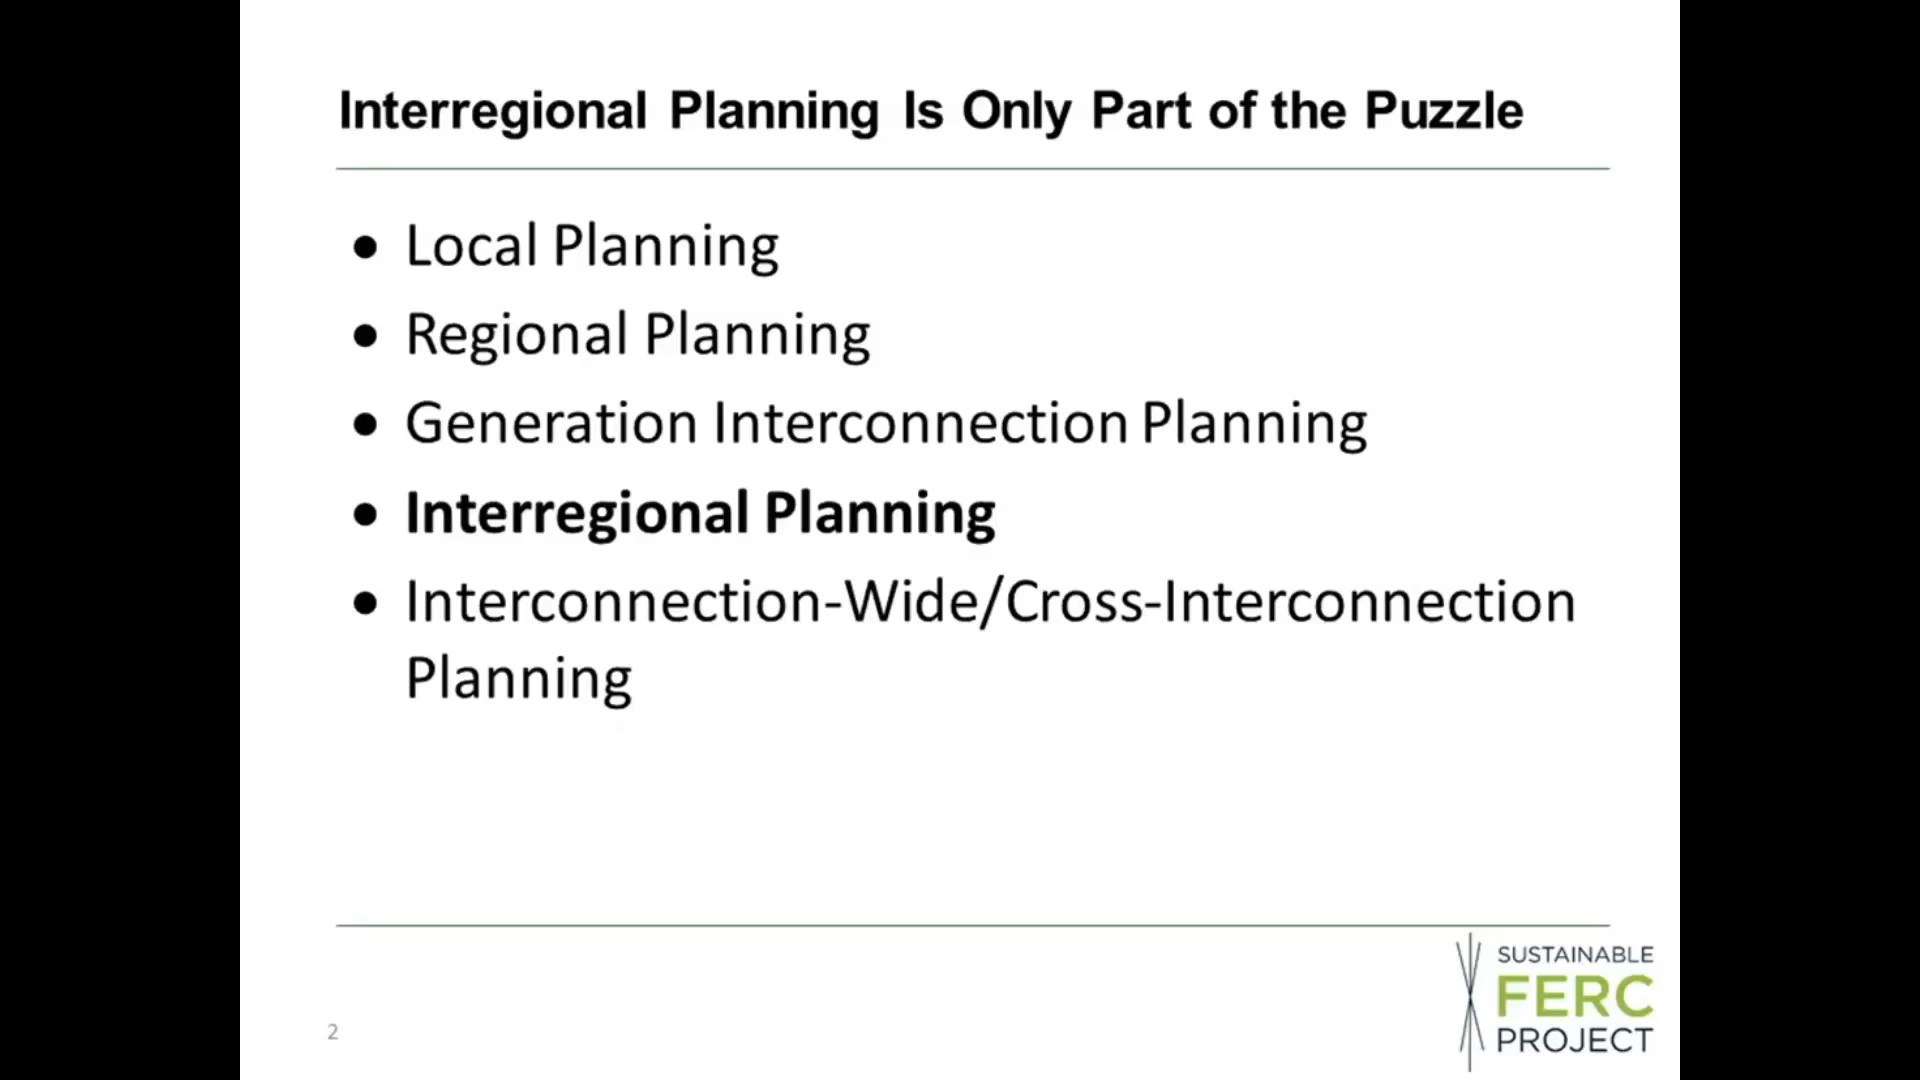 Interregional Planning Is Only Part of the Puzzle
• Local Planning
• Regional Planning
• Generation Interconnection Planning
• Interregional Planning
• Interconnection-Wide/Cross-Interconnection
Planning
2
SUSTAINABLE
FERC
PROJECT